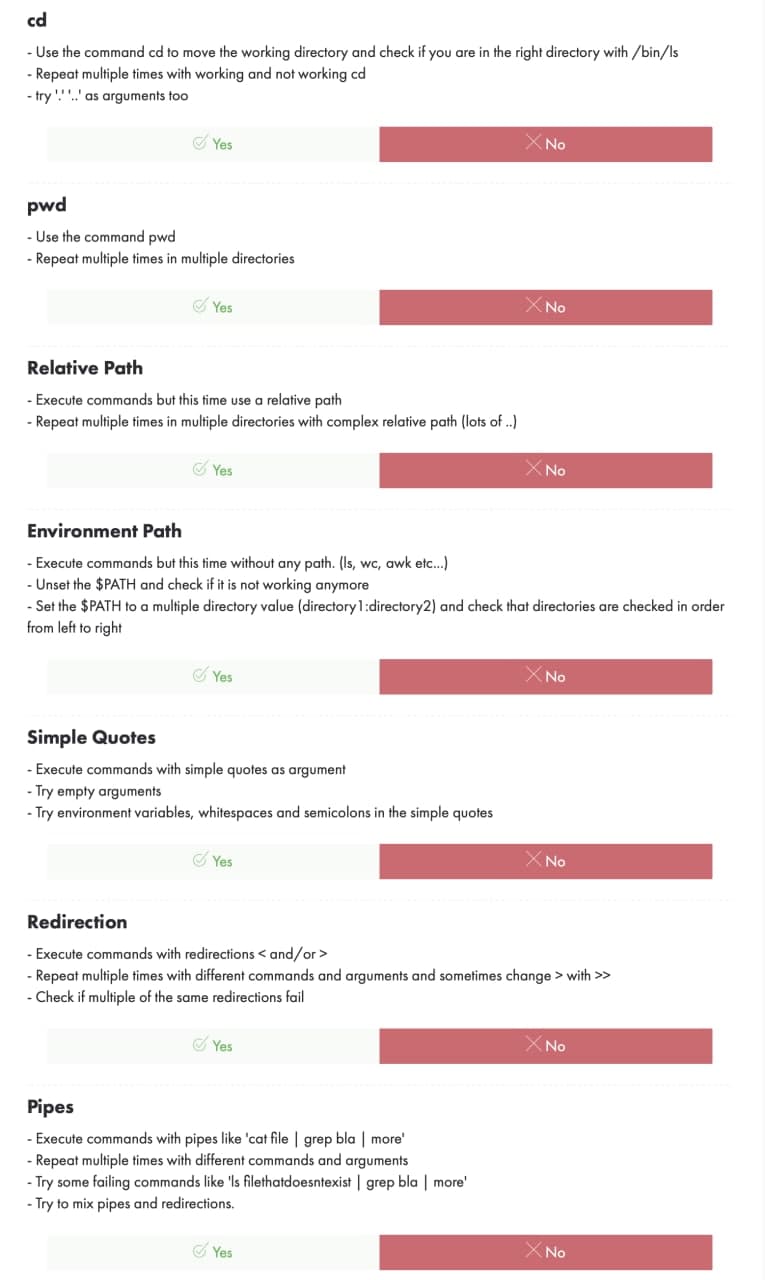 cd
- Use the command cd to move the working directory and check if you are in the right directory with /bin/ls
- Repeat multiple times with working and not working cd
- try '.' '..' as arguments too
Yes
No
pwd
- Use the command pwd
- Repeat multiple times in multiple directories
Yes
No
Relative Path
- Execute commands but this time use a relative path
- Repeat multiple times in multiple directories with complex relative path (lots of ..)
Yes
No
Environment Path
- Execute commands but this time without any path. (ls, wc, awk etc...)
- Unset the $PATH and check if it is not working anymore
- Set the $PATH to a multiple directory value (directory1:directory2) and check that directories are checked in order
from left to right
Yes
No
Simple Quotes
- Execute commands with simple quotes as argument
- Try empty arguments
- Try environment variables, whitespaces and semicolons in the simple quotes
Yes
No
Redirection
- Execute commands with redirections < and/or >
- Repeat multiple times with different commands and arguments and sometimes change > with >>
- Check if multiple of the same redirections fail
Yes
No
Pipes
- Execute commands with pipes like 'cat file | grep bla | more'
- Repeat multiple times with different commands and arguments
- Try some failing commands like 'ls filethatdoesntexist | grep bla | more'
- Try to mix pipes and redirections.
Yes
No